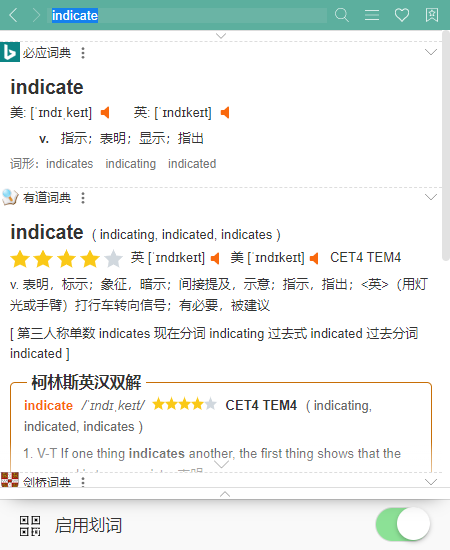 indicate
必应词典
indicate
美: [ˈɪndɪˌkeɪt] 英: [ˈɪndɪkeɪt]
v. 指示；表明；显示；指出
词形： indicates indicating indicated
有道词典
indicate ( indicating, indicated, indicates )
英 [ˈɪndɪkeɪt] 美 [ˈɪndɪkeɪt] CET4 TEM4
v. 表明，标示；象征，暗示；间接提及，示意；指示，指出；<英>（用灯
光或手臂）打行车转向信号；有必要，被建议
[ 第三人称单数 indicates 现在分词 indicating 过去式 indicated 过去分词
indicated ]
柯林斯英汉双解
indicate /ˈɪndɪˌkeɪt/ CET4 TEM4 ( indicating,
indicated, indicates )
1. V-T If one thing indicates another, the first thing shows that the
剑桥词典
启用划词